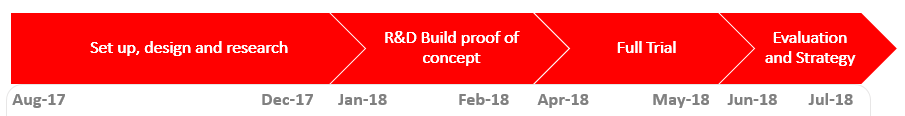 Set up, design and research
R&D Build proof of
concept
Full Trial
Evaluation
and Strategy
Aug-17 Dec-17 Jan-18 Feb-18 Apr-18 May-18 Jun-18 Jul-18